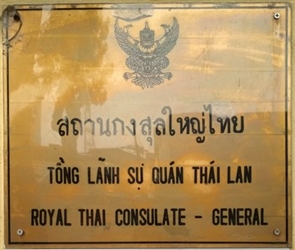 สถานกงสุลใหญ่ไทย
TỔNG LÃNH SỰ QUÁN THÁI LAN
ROYAL THAI CONSULATE - GENERAL